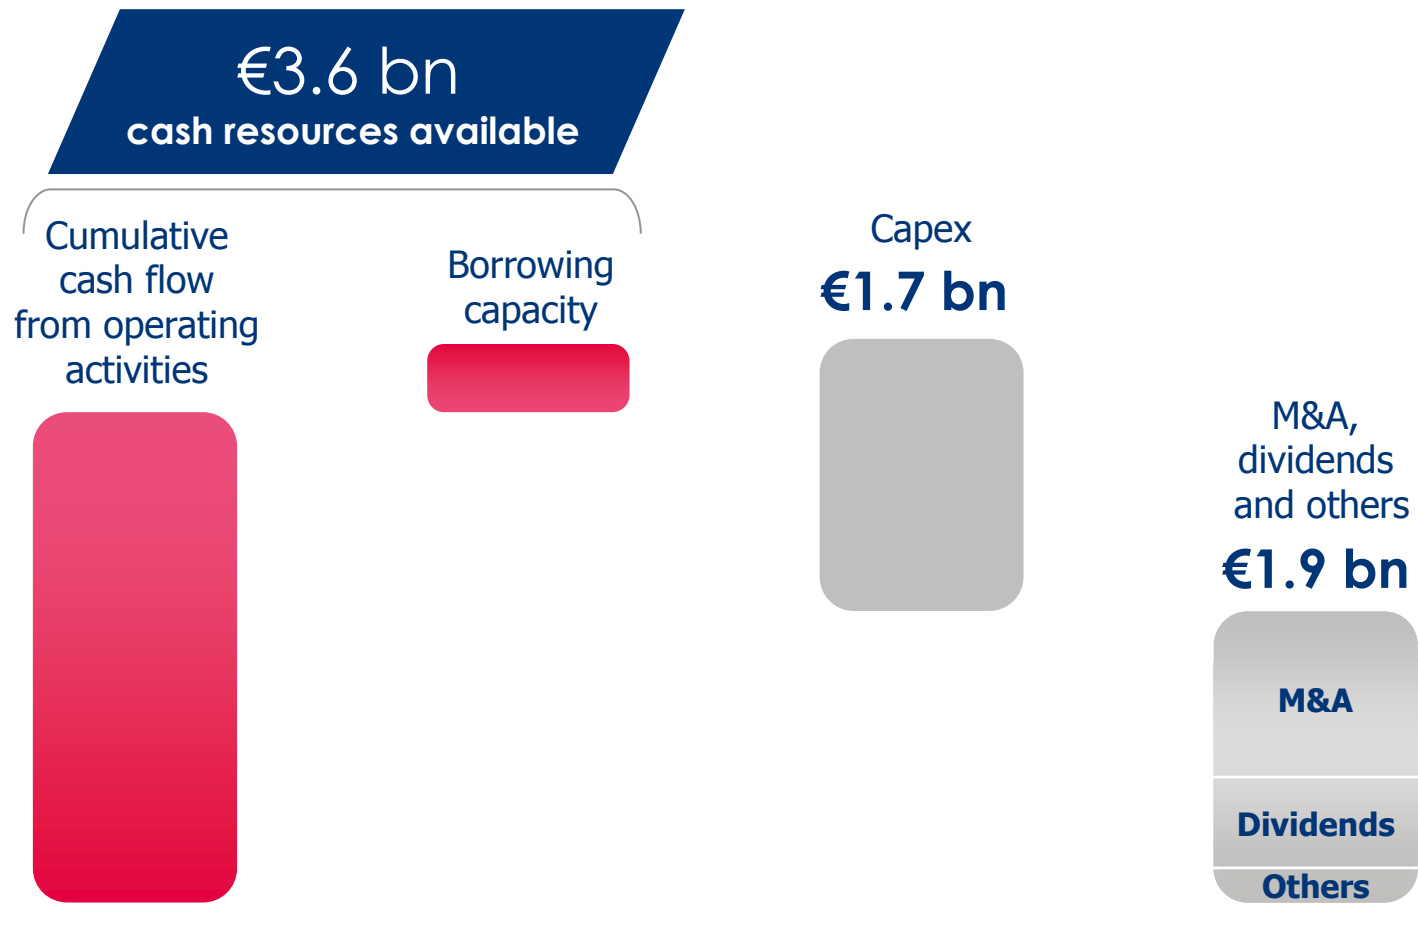 €3.6 bn
cash resources available
Cumulative
cash flow
from operating
activities
Borrowing
capacity
Capex
€1.7 bn
M&A,
dividends
and others
€1.9 bn
M&A
Dividends
Others